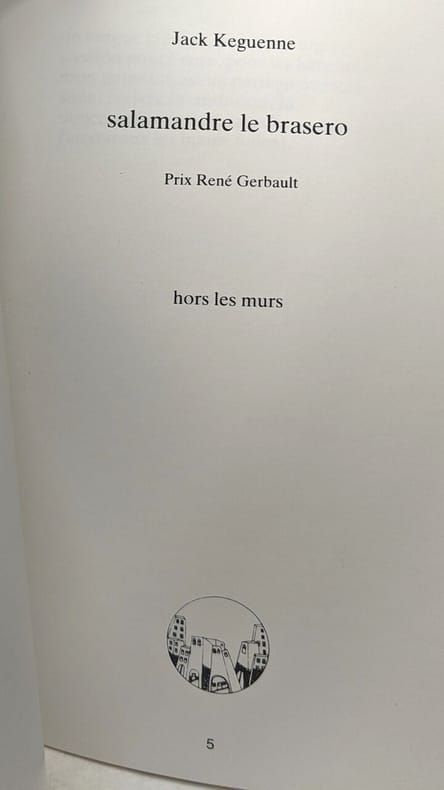 Jack Keguenne
salamandre le brasero
Prix René Gerbault
hors les murs
5